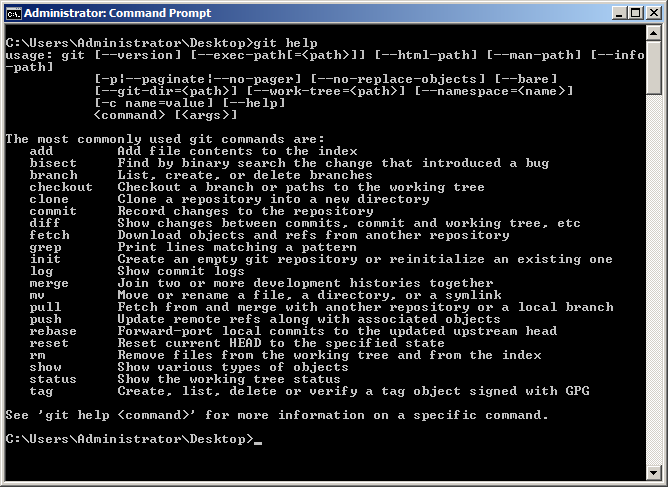 Administrator: Command Prompt
C:\Users\Administrator\Desktop>git help
usage: git [--version] [--exec-path[=<path>]] [--html-path] [--man-path] [--info
-path]
           [-p|--paginate|--no-pager] [--no-replace-objects] [--bare]
           [--git-dir=<path>] [--work-tree=<path>] [--namespace=<name>]
           [-c name=value] [--help]
           <command> [<args>]
The most commonly used git commands are:
   add        Add file contents to the index
   bisect     Find by binary search the change that introduced a bug
   branch     List, create, or delete branches
   checkout   Checkout a branch or paths to the working tree
   clone      Clone a repository into a new directory
   commit     Record changes to the repository
   diff       Show changes between commits, commit and working tree, etc
   fetch      Download objects and refs from another repository
   grep       Print lines matching a pattern
   init       Create an empty git repository or reinitialize an existing one
   log        Show commit logs
   merge      Join two or more development histories together
   mv         Move or rename a file, a directory, or a symlink
   pull       Fetch from and merge with another repository or a local branch
   push       Update remote refs along with associated objects
   rebase     Forward-port local commits to the updated upstream head
   reset      Reset current HEAD to the specified state
   rm         Remove files from the working tree and from the index
   show       Show various types of objects
   status     Show the working tree status
   tag        Create, list, delete or verify a tag object signed with GPG
See 'git help <command>' for more information on a specific command.
C:\Users\Administrator\Desktop>_